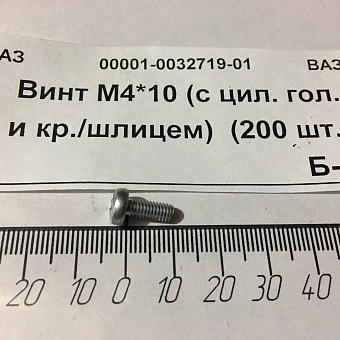 АЗ 00001-0032719-01 ВАЗ
Винт М4*10 (с цил. гол.
и кр./шлицем) (200 шт.
Б-
20 10 0 10 20 30 40